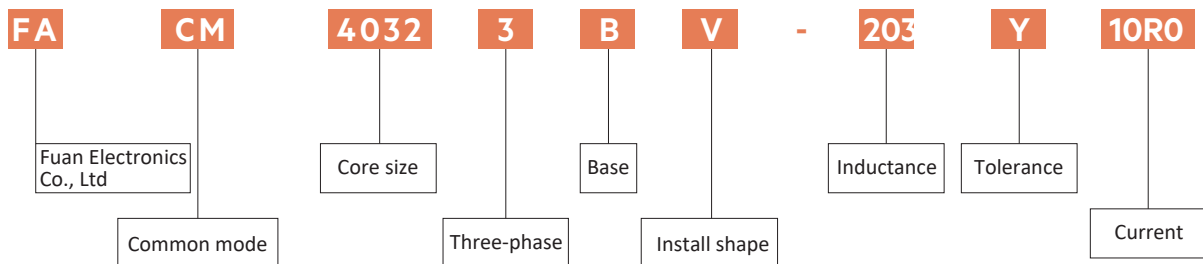 FA CM 4032 3 B V - 203 Y 10R0
Fuan Electronics
Co., Ltd
Core size
Base
Inductance
Tolerance
Common mode
Three-phase
Install shape
Current